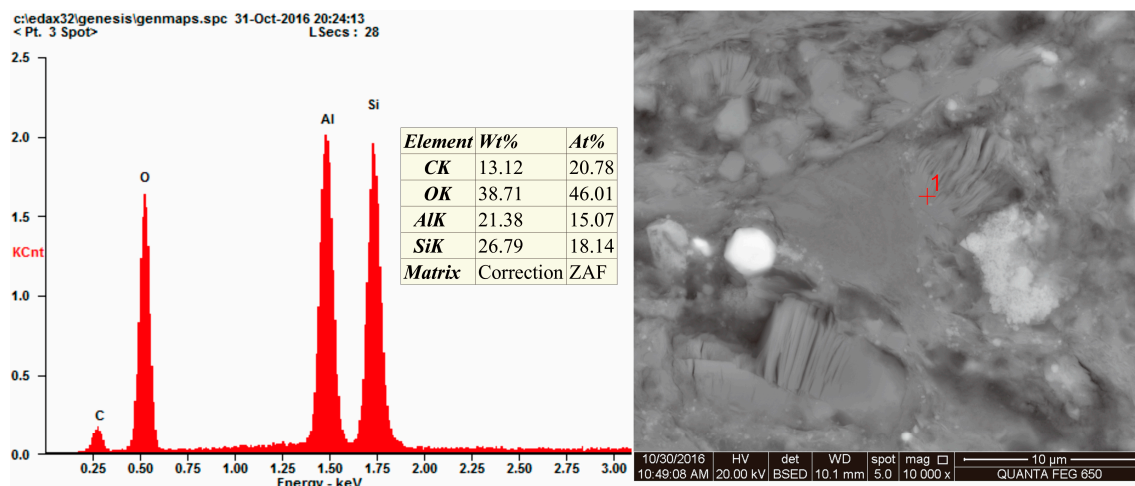 c:\edax32\genesis\genmaps.spc 31-Oct-2016 20:24:13
< Pt. 3 Spot> LSecs : 28
2.5
2.0
1.5
KCnt
1.0
0.5
0.0
C
O
Al
Si
0.25 0.50 0.75 1.00 1.25 1.50 1.75 2.00 2.25 2.50 2.75 3.00
Energy - keV
Element Wt% At%
CK 13.12 20.78
OK 38.71 46.01
AlK 21.38 15.07
SiK 26.79 18.14
Matrix Correction ZAF
1
10/30/2016 HV det WD spot mag 10 µm
10:49:08 AM 20.00 kV BSED 10.1 mm 5.0 10 000 x QUANTA FEG 650